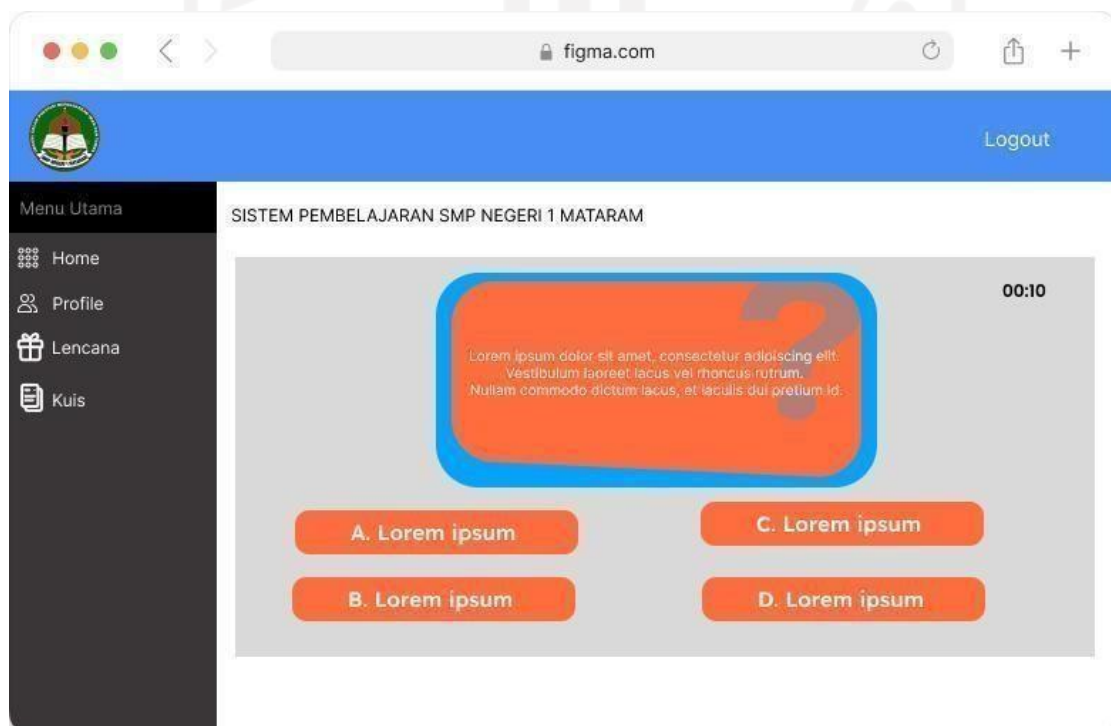 figma.com
Logout
Menu Utama
SISTEM PEMBELAJARAN SMP NEGERI 1 MATARAM
Home
Profile
Lencana
Kuis
00:10
?
Lorem ipsum dolor sit amet, consectetur adipiscing elit.
Vestibulum laoreet lacus vel rhoncus rutrum.
Nullam commodo dictum lacus, et iaculis dui pretium id.
A. Lorem ipsum
B. Lorem ipsum
C. Lorem ipsum
D. Lorem ipsum